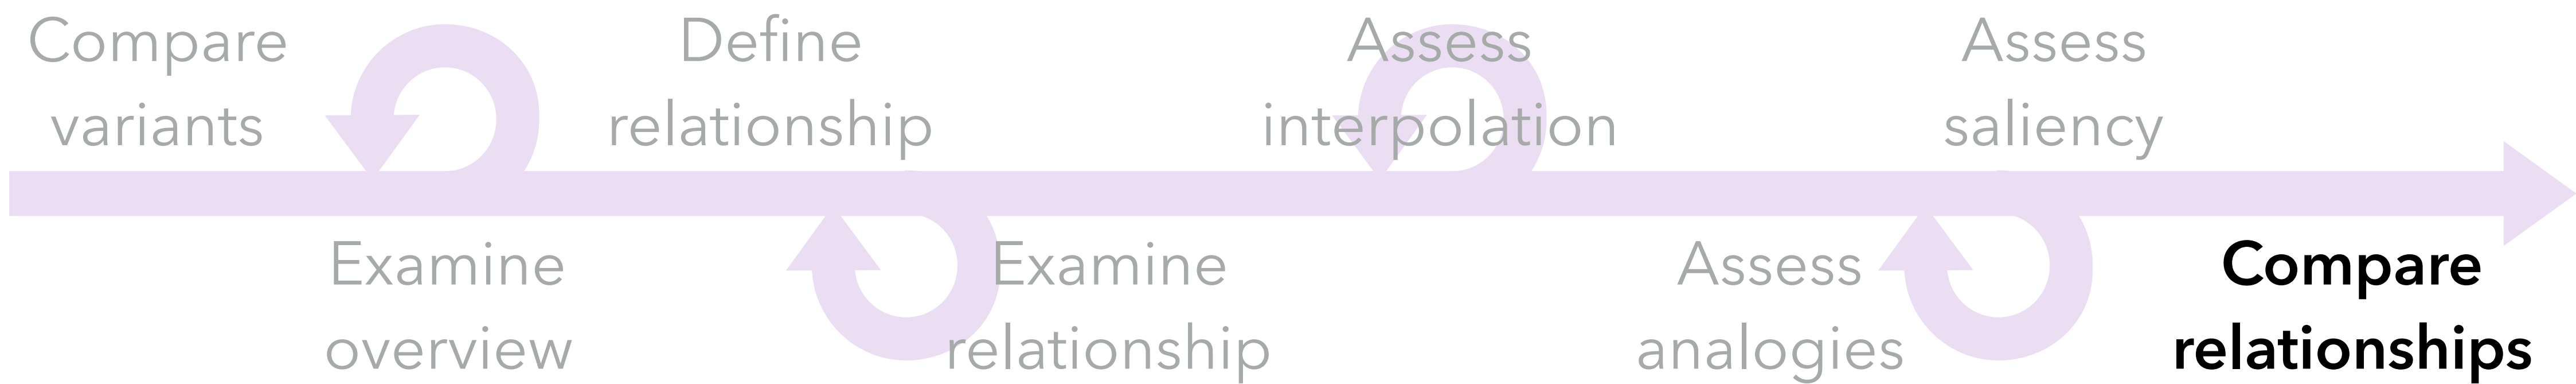 Compare
variants
Examine
overview
Define
relationship
Examine
relationship
Assess
interpolation
Assess
analogies
Assess
saliency
Compare
relationships